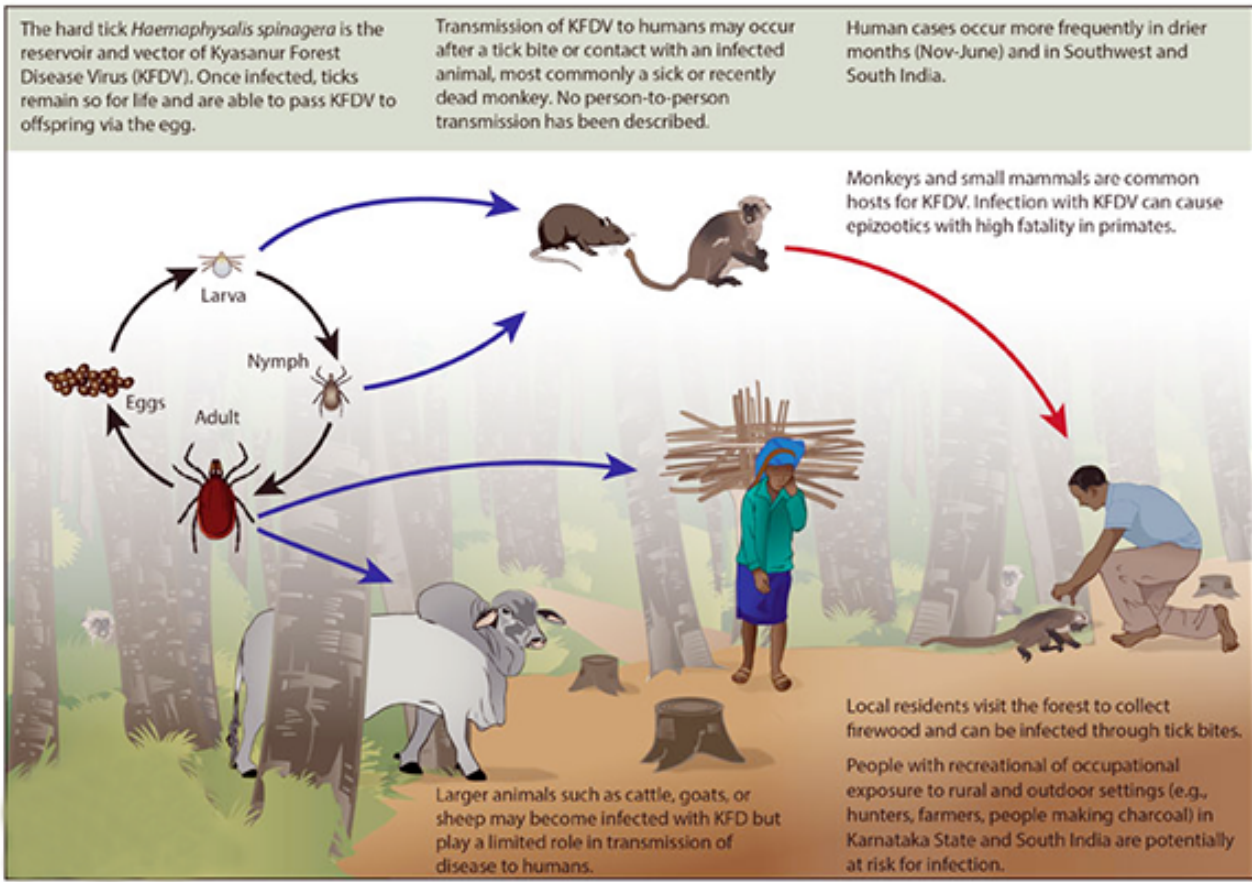 The hard tick Haemaphysalis spinagera is the
reservoir and vector of Kyasanur Forest
Disease Virus (KFDV). Once infected, ticks
remain so for life and are able to pass KFDV to
offspring via the egg.
Transmission of KFDV to humans may occur
after a tick bite or contact with an infected
animal, most commonly a sick or recently
dead monkey. No person-to-person
transmission has been described.
Human cases occur more frequently in drier
months (Nov-June) and in Southwest and
South India.
Monkeys and small mammals are common
hosts for KFDV. Infection with KFDV can cause
epizootics with high fatality in primates.
Larva
Nymph
Eggs
Adult
Local residents visit the forest to collect
firewood and can be infected through tick bites.
People with recreational of occupational
exposure to rural and outdoor settings (e.g.,
hunters, farmers, people making charcoal) in
Karnataka State and South India are potentially
at risk for infection.
Larger animals such as cattle, goats, or
sheep may become infected with KFD but
play a limited role in transmission of
disease to humans.